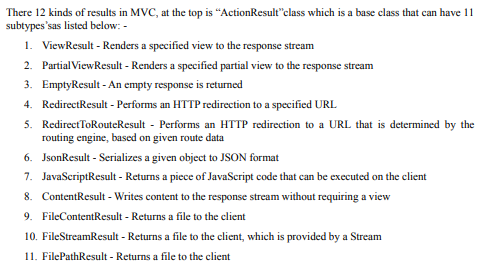 There 12 kinds of results in MVC, at the top is “ActionResult”class which is a base class that can have 11
subtypes’sas listed below: -
1. ViewResult - Renders a specified view to the response stream
2. PartialViewResult - Renders a specified partial view to the response stream
3. EmptyResult - An empty response is returned
4. RedirectResult - Performs an HTTP redirection to a specified URL
5. RedirectToRouteResult - Performs an HTTP redirection to a URL that is determined by the
routing engine, based on given route data
6. JsonResult - Serializes a given object to JSON format
7. JavaScriptResult - Returns a piece of JavaScript code that can be executed on the client
8. ContentResult - Writes content to the response stream without requiring a view
9. FileContentResult - Returns a file to the client
10. FileStreamResult - Returns a file to the client, which is provided by a Stream
11. FilePathResult - Returns a file to the client